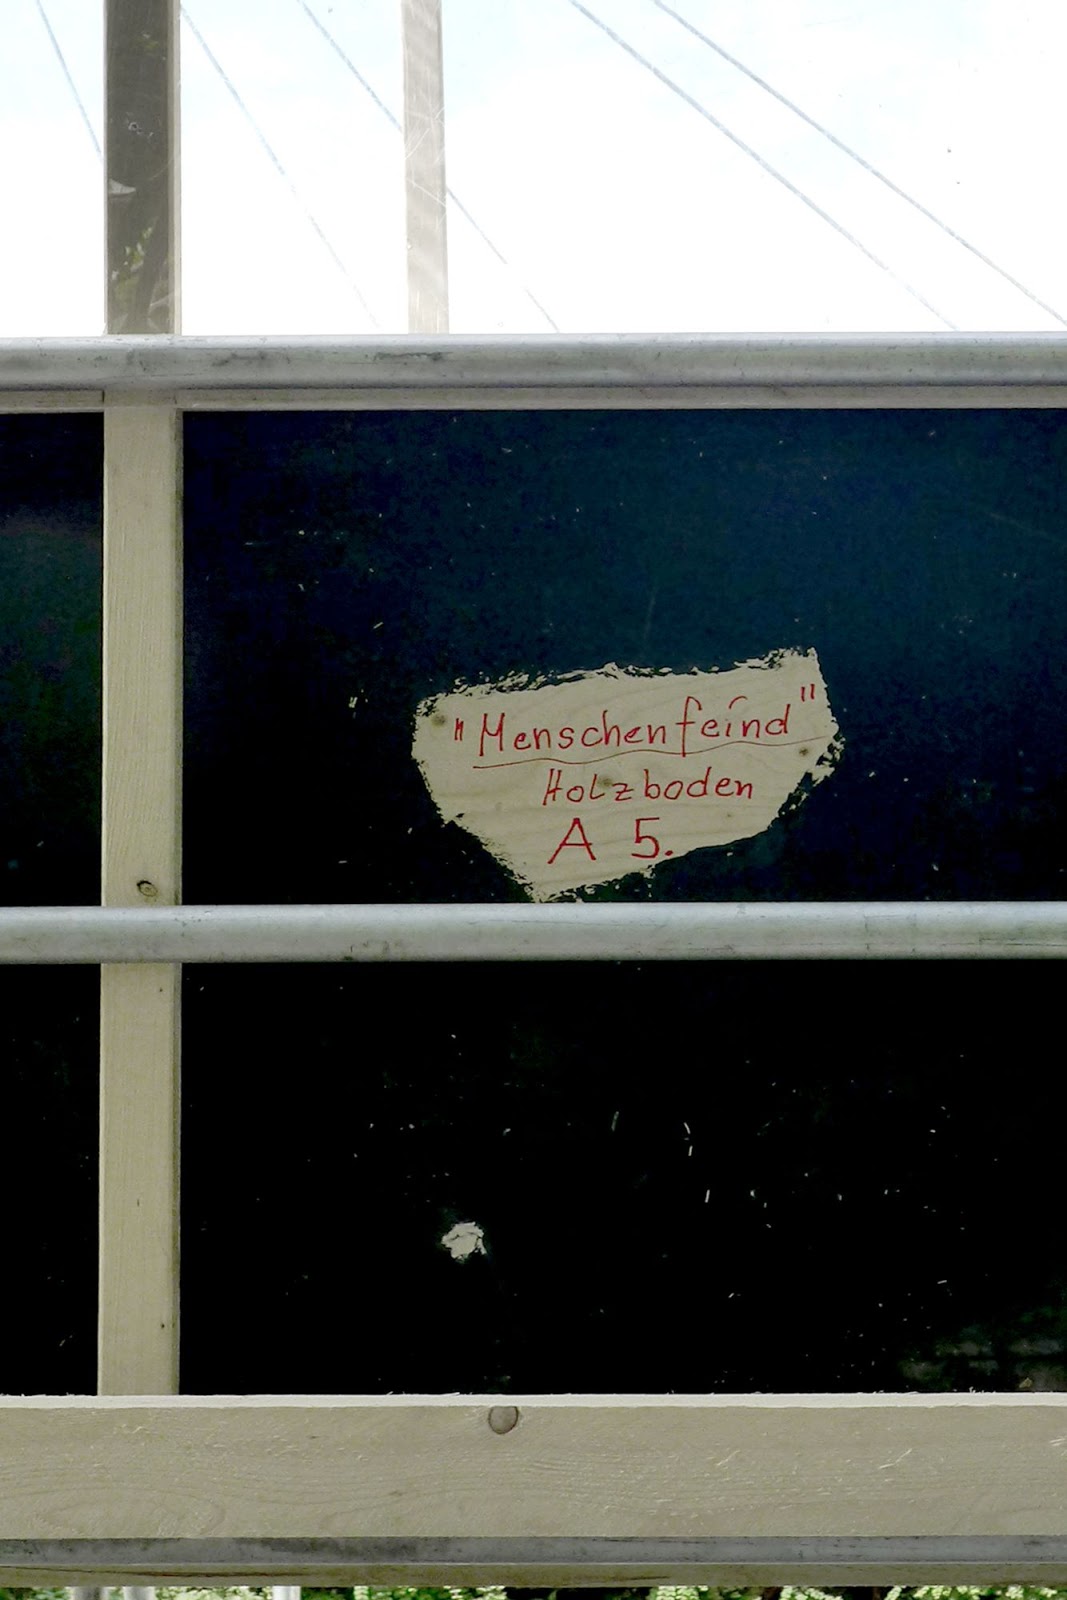 "Menschenfeind"
Holzboden
A 5.